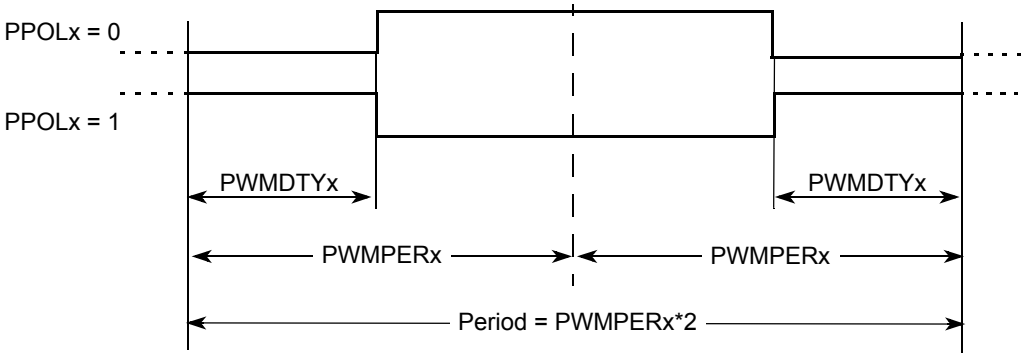 PPOLx = 0
PPOLx = 1
PWMDTYx
PWMDTYx
PWMPERx
PWMPERx
Period = PWMPERx*2